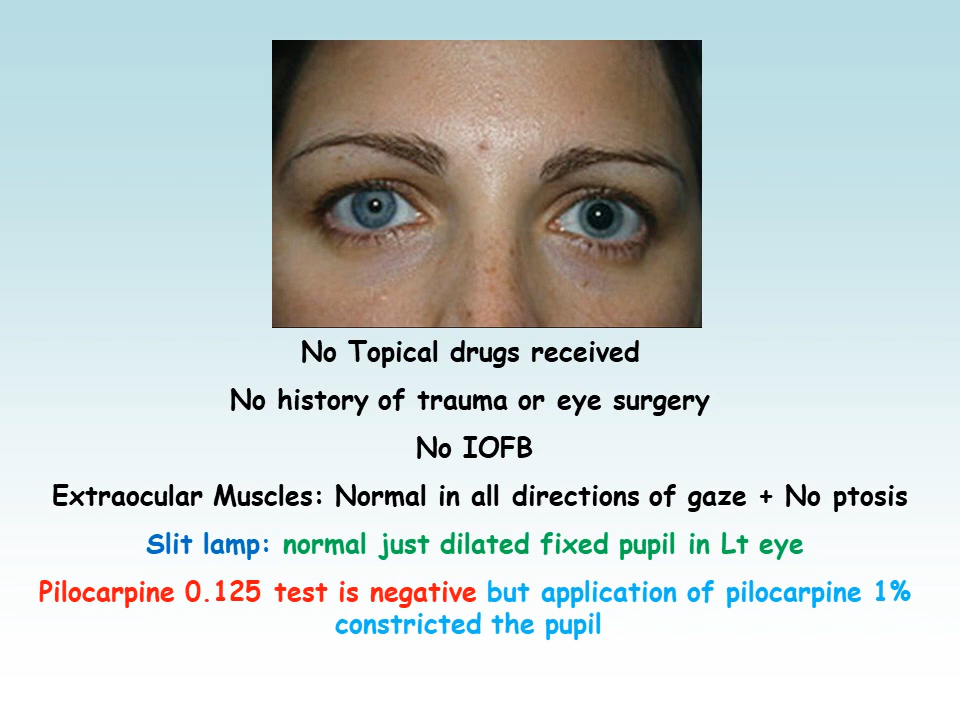 No Topical drugs received
No history of trauma or eye surgery
No IOFB
Extraocular Muscles: Normal in all directions of gaze + No ptosis
Slit lamp: normal just dilated fixed pupil in Lt eye
Pilocarpine 0.125 test is negative but application of pilocarpine 1%
constricted the pupil